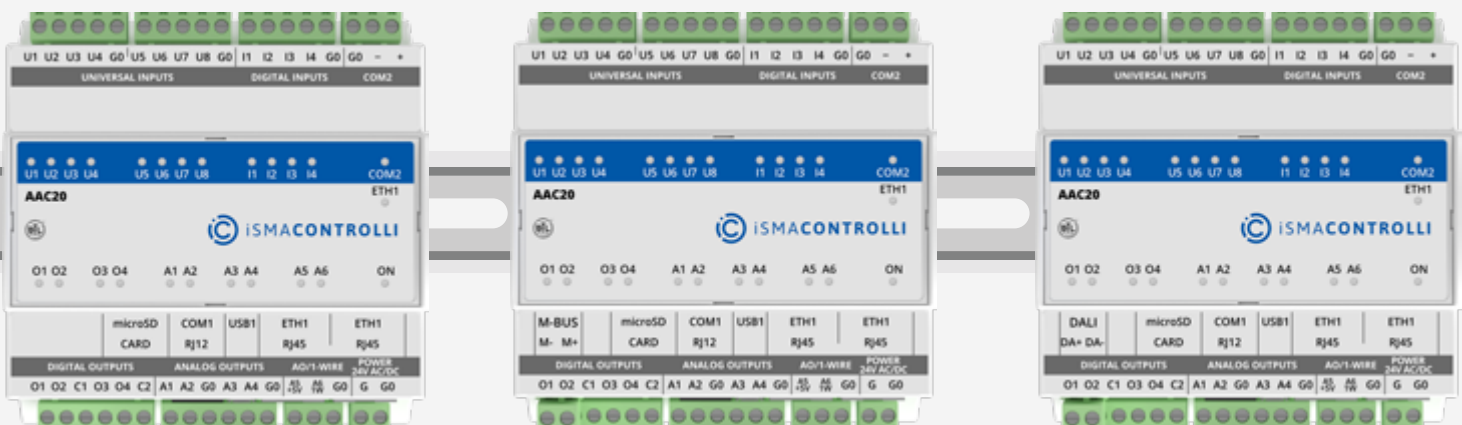 U1 U2 U3 U4 G0 U5 U6 U7 U8 G0 I1 I2 I3 I4 G0 G0 - +
UNIVERSAL INPUTS DIGITAL INPUTS COM2
U1 U2 U3 U4 U5 U6 U7 U8 I1 I2 I3 I4 COM2
AAC20 ETH1
iSMACONTROLLI
O1 O2 O3 O4 A1 A2 A3 A4 A5 A6 ON
microSD COM1 USB1 ETH1 ETH1
CARD RJ12 RJ45 RJ45
DIGITAL OUTPUTS ANALOG OUTPUTS AO/1-WIRE POWER 24V AC/DC
O1 O2 C1 O3 O4 C2 A1 A2 G0 A3 A4 G0 A5 +5V A6 1W G0 G G0
U1 U2 U3 U4 G0 U5 U6 U7 U8 G0 I1 I2 I3 I4 G0 G0 - +
UNIVERSAL INPUTS DIGITAL INPUTS COM2
U1 U2 U3 U4 U5 U6 U7 U8 I1 I2 I3 I4 COM2
AAC20 ETH1
iSMACONTROLLI
O1 O2 O3 O4 A1 A2 A3 A4 A5 A6 ON
M-BUS microSD COM1 USB1 ETH1 ETH1
M- M+ CARD RJ12 RJ45 RJ45
DIGITAL OUTPUTS ANALOG OUTPUTS AO/1-WIRE POWER 24V AC/DC
O1 O2 C1 O3 O4 C2 A1 A2 G0 A3 A4 G0 A5 +5V A6 1W G0 G G0
U1 U2 U3 U4 G0 U5 U6 U7 U8 G0 I1 I2 I3 I4 G0 G0 - +
UNIVERSAL INPUTS DIGITAL INPUTS COM2
U1 U2 U3 U4 U5 U6 U7 U8 I1 I2 I3 I4 COM2
AAC20 ETH1
iSMACONTROLLI
O1 O2 O3 O4 A1 A2 A3 A4 A5 A6 ON
DALI microSD COM1 USB1 ETH1 ETH1
DA+ DA- CARD RJ12 RJ45 RJ45
DIGITAL OUTPUTS ANALOG OUTPUTS AO/1-WIRE POWER 24V AC/DC
O1 O2 C1 O3 O4 C2 A1 A2 G0 A3 A4 G0 A5 +5V A6 1W G0 G G0